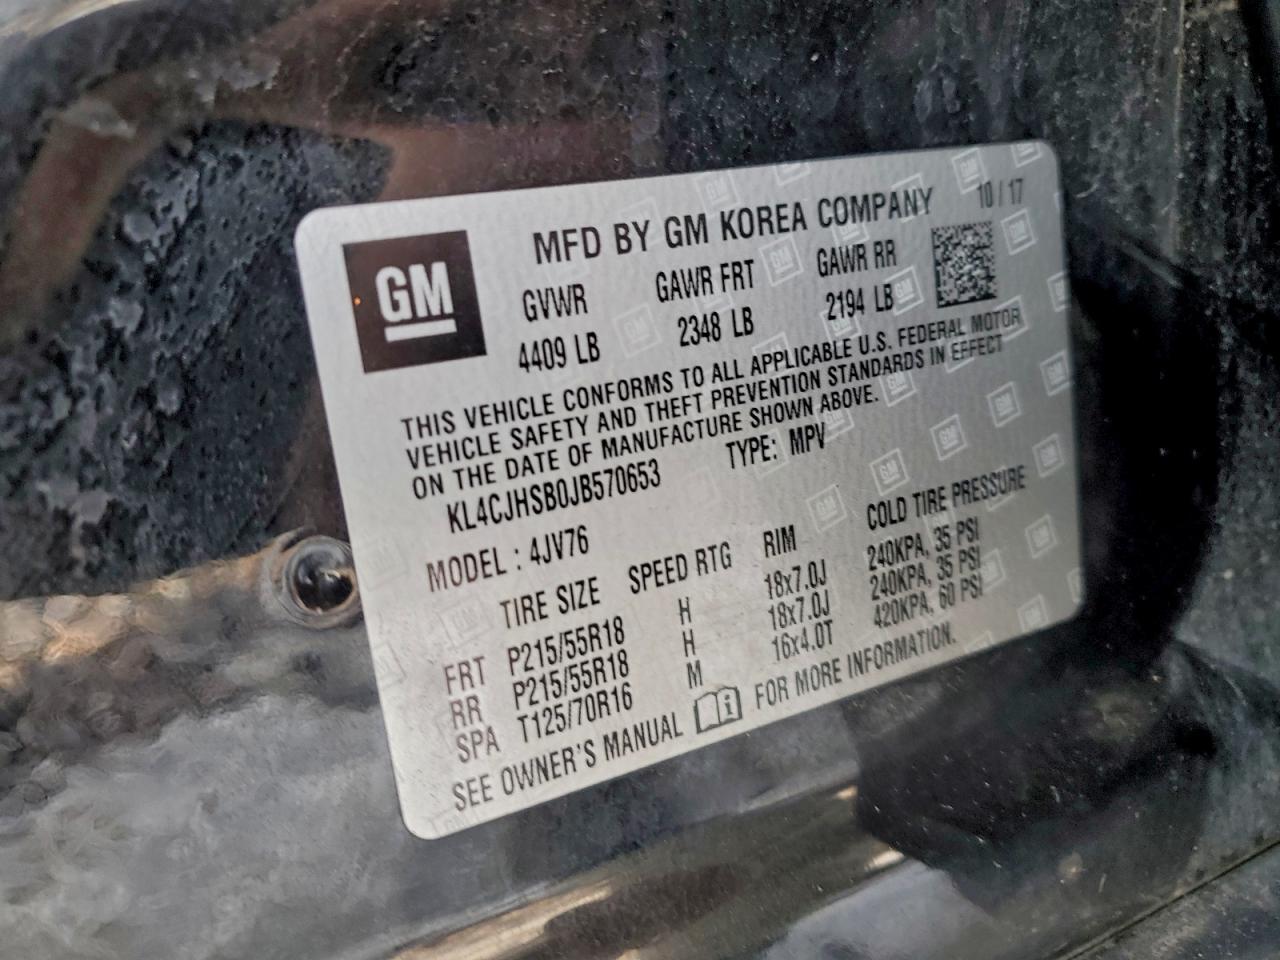 MFD BY GM KOREA COMPANY 10 / 17
GM
GVWR GAWR FRT GAWR RR
4409 LB 2348 LB 2194 LB
THIS VEHICLE CONFORMS TO ALL APPLICABLE U.S. FEDERAL MOTOR
VEHICLE SAFETY AND THEFT PREVENTION STANDARDS IN EFFECT
ON THE DATE OF MANUFACTURE SHOWN ABOVE.
KL4CJHSB0JB570653 TYPE: MPV
MODEL : 4JV76
TIRE SIZE SPEED RTG RIM COLD TIRE PRESSURE
FRT P215/55R18 H 18x7.0J 240KPA, 35 PSI
RR P215/55R18 H 18x7.0J 240KPA, 35 PSI
SPA T125/70R16 M 16x4.0T 420KPA, 60 PSI
SEE OWNER'S MANUAL i FOR MORE INFORMATION.